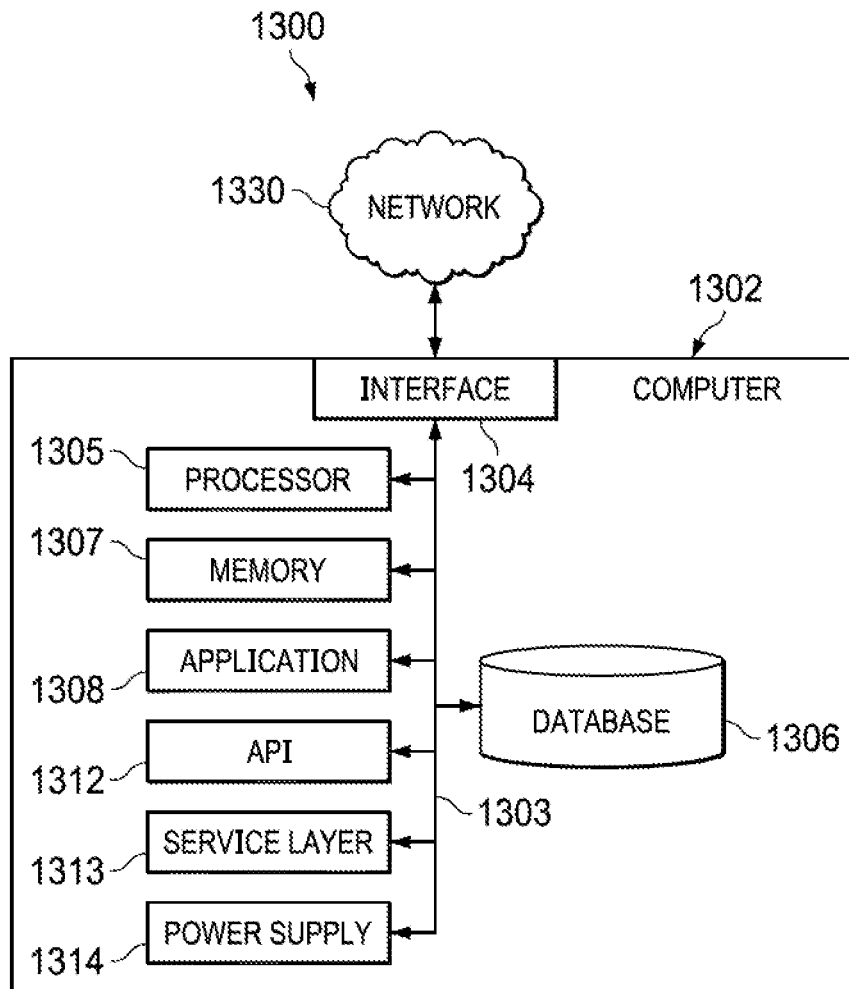 1300
1330
NETWORK
1302
INTERFACE
COMPUTER
1305
PROCESSOR
1304
1307
MEMORY
1308
APPLICATION
DATABASE
1306
1312
API
1303
1313
SERVICE LAYER
1314
POWER SUPPLY